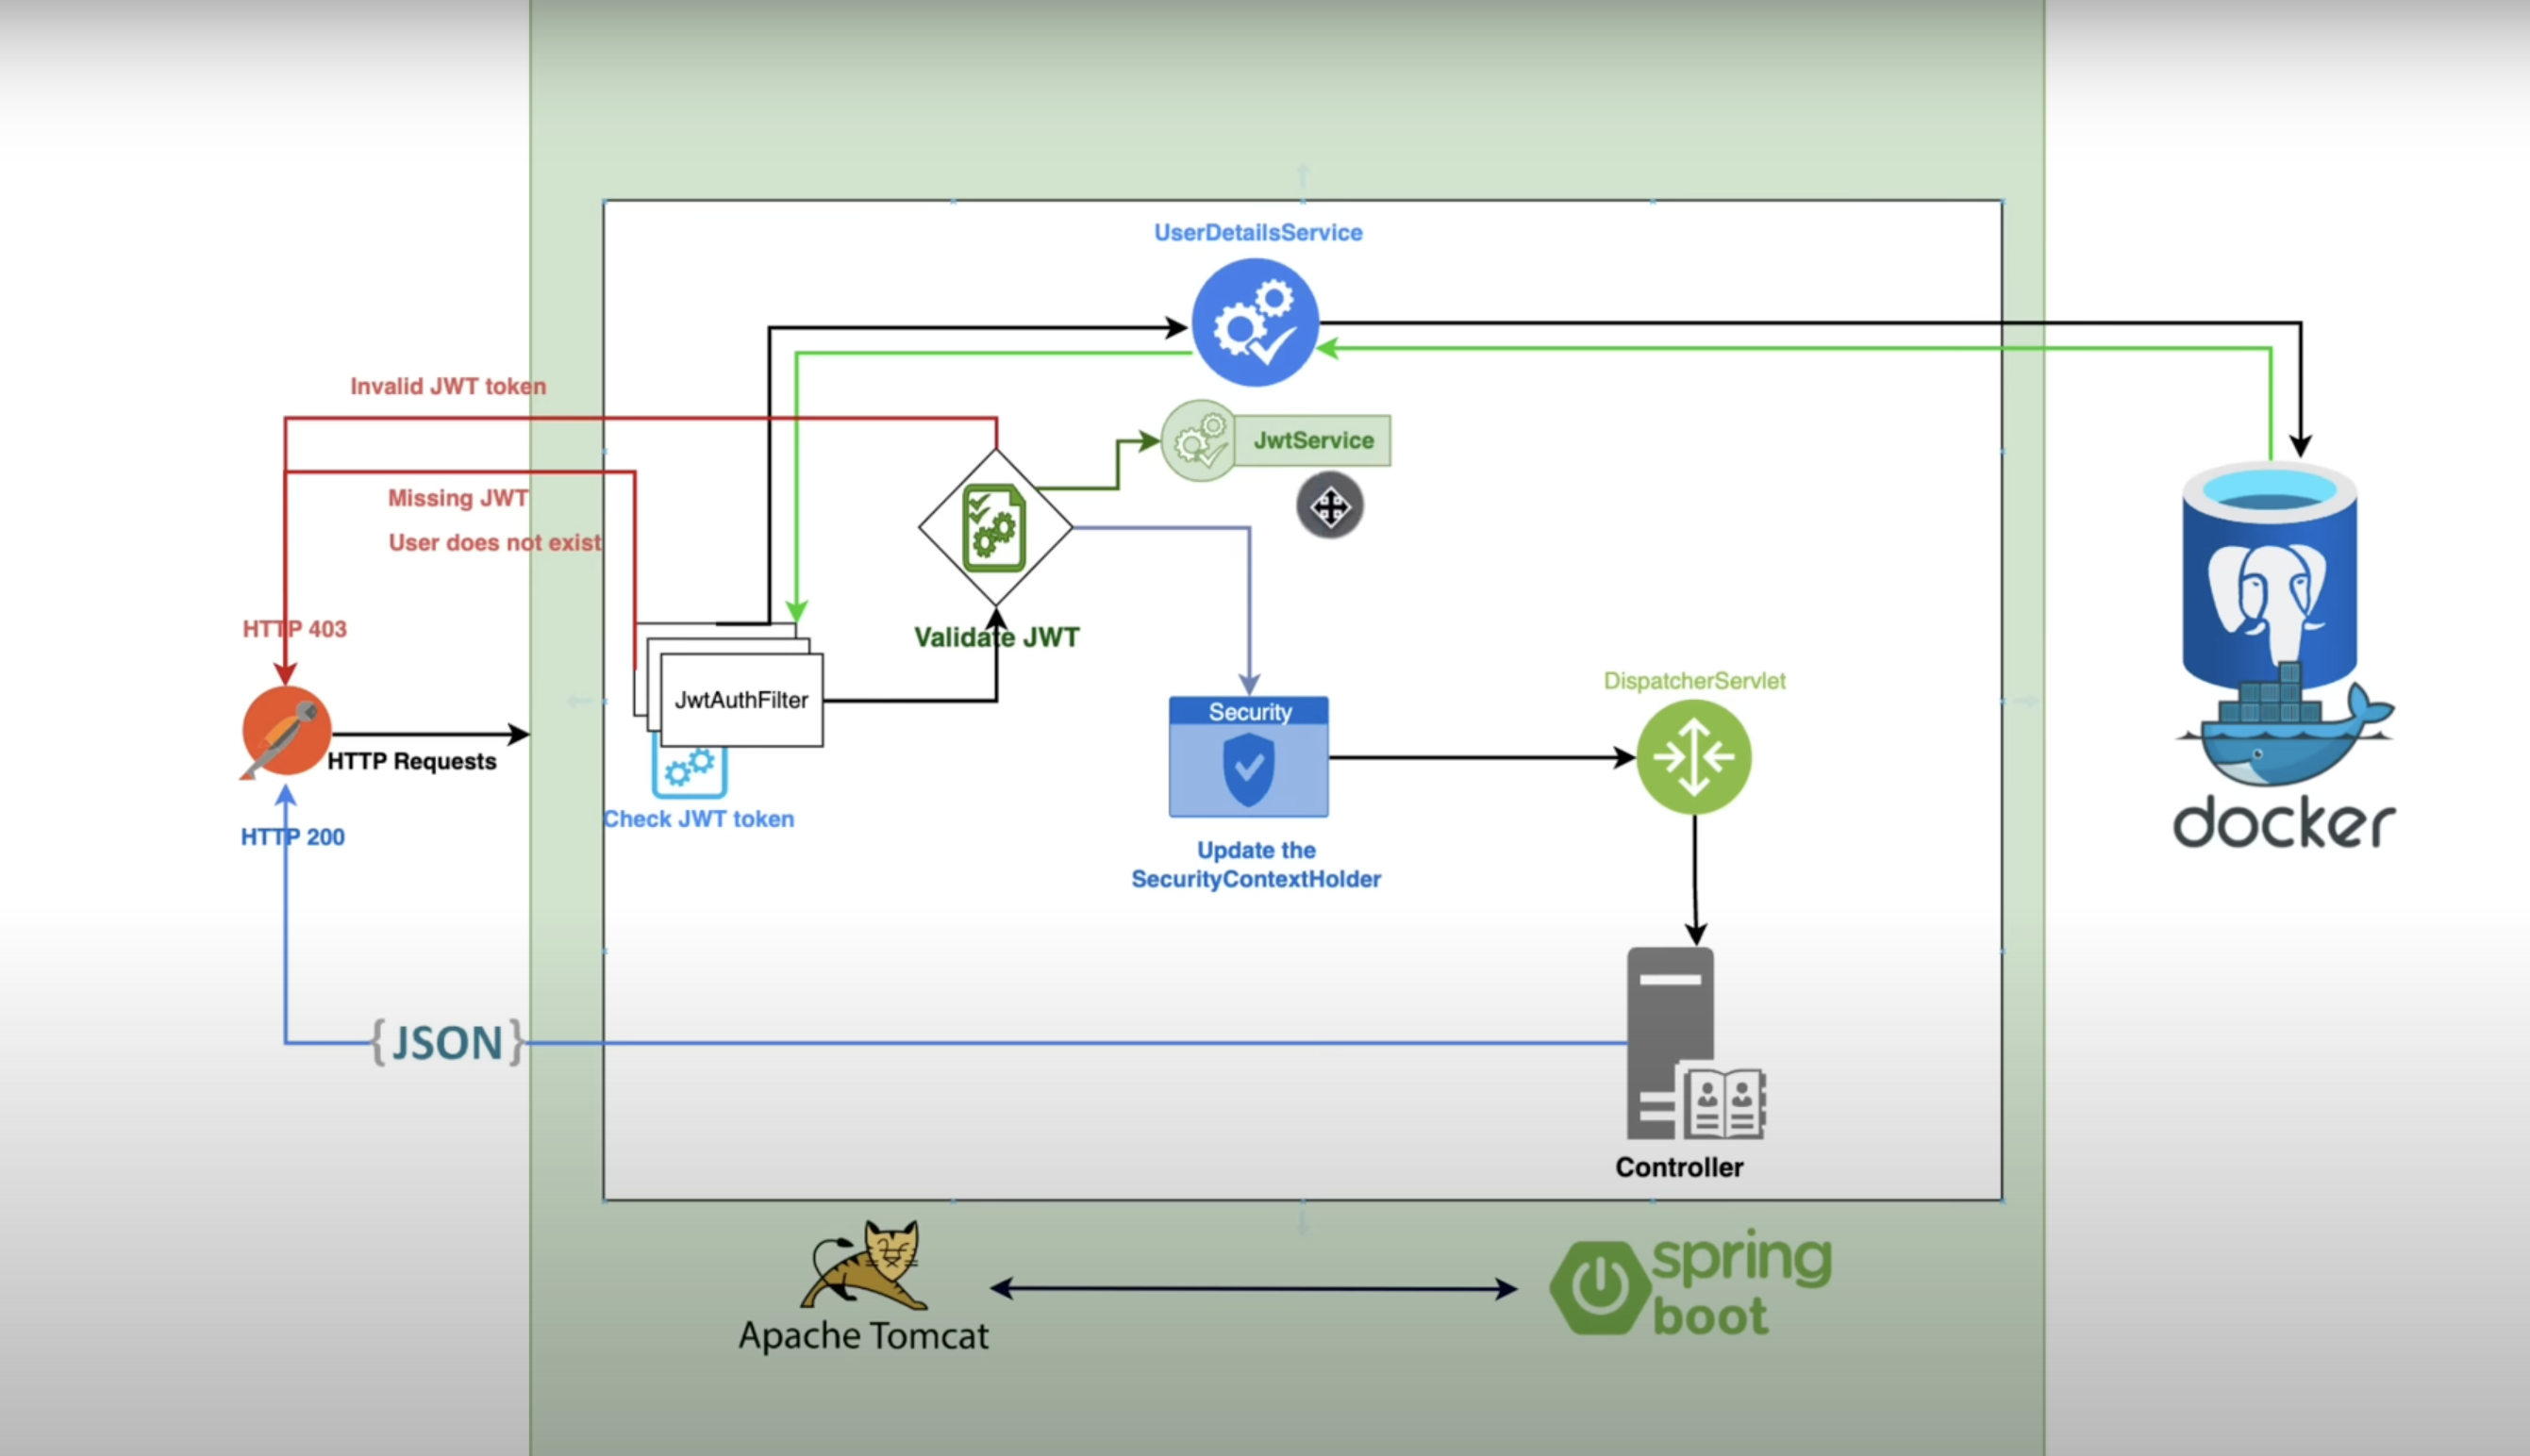 UserDetailsService
Invalid JWT token
JwtService
Missing JWT
User does not exist
HTTP 403
Validate JWT
JwtAuthFilter
DispatcherServlet
Security
HTTP Requests
Check JWT token
HTTP 200
Update the
SecurityContextHolder
docker
{JSON}
Controller
Apache Tomcat
spring
boot